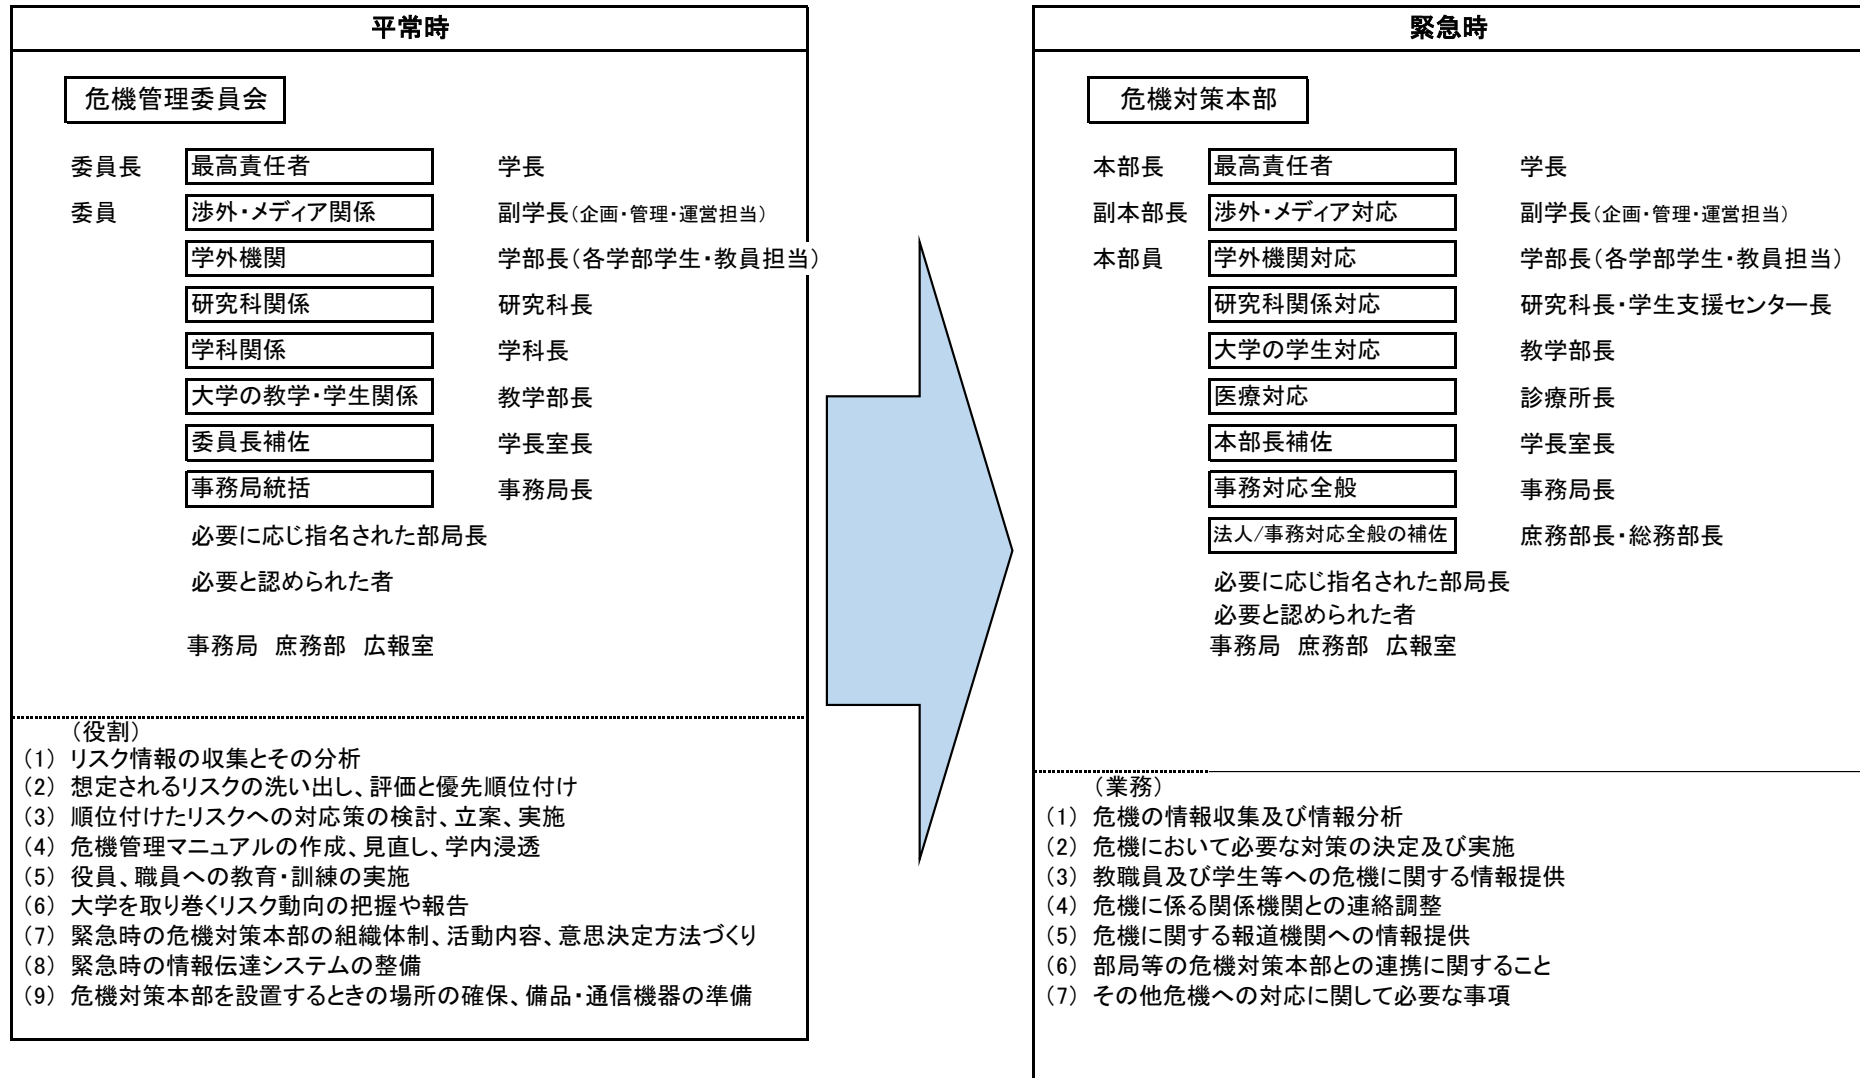 平常時
危機管理委員会
委員長 最高責任者 学長
委員 渉外・メディア関係 副学長(企画・管理・運営担当)
学外機関 学部長(各学部学生・教員担当)
研究科関係 研究科長
学科関係 学科長
大学の教学・学生関係 教学部長
委員長補佐 学長室長
事務局統括 事務局長
必要に応じ指名された部局長
必要と認められた者
事務局 庶務部 広報室
(役割)
(1) リスク情報の収集とその分析
(2) 想定されるリスクの洗い出し、評価と優先順位付け
(3) 順位付けたリスクへの対応策の検討、立案、実施
(4) 危機管理マニュアルの作成、見直し、学内浸透
(5) 役員、職員への教育・訓練の実施
(6) 大学を取り巻くリスク動向の把握や報告
(7) 緊急時の危機対策本部の組織体制、活動内容、意思決定方法づくり
(8) 緊急時の情報伝達システムの整備
(9) 危機対策本部を設置するときの場所の確保、備品・通信機器の準備
緊急時
危機対策本部
本部長 最高責任者 学長
副本部長 渉外・メディア対応 副学長(企画・管理・運営担当)
本部員 学外機関対応 学部長(各学部学生・教員担当)
研究科関係対応 研究科長・学生支援センター長
大学の学生対応 教学部長
医療対応 診療所長
本部長補佐 学長室長
事務対応全般 事務局長
法人/事務対応全般の補佐 庶務部長・総務部長
必要に応じ指名された部局長
必要と認められた者
事務局 庶務部 広報室
(業務)
(1) 危機の情報収集及び情報分析
(2) 危機において必要な対策の決定及び実施
(3) 教職員及び学生等への危機に関する情報提供
(4) 危機に係る関係機関との連絡調整
(5) 危機に関する報道機関への情報提供
(6) 部局等の危機対策本部との連携に関すること
(7) その他危機への対応に関して必要な事項